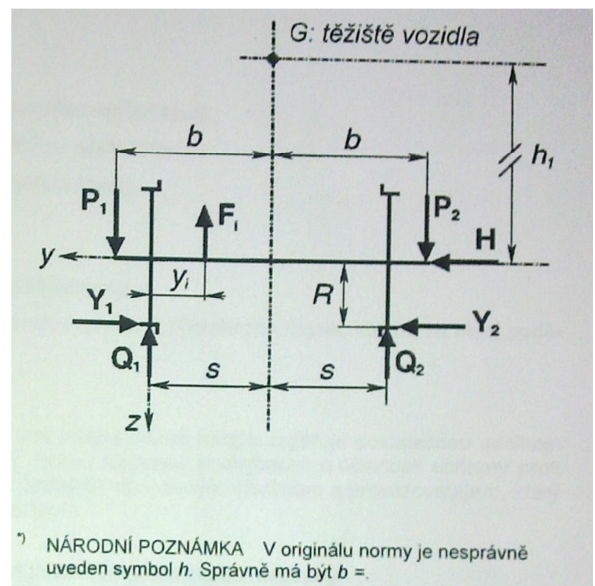 G: těžiště vozidla
b
b
h₁
P₁
Fᵢ
P₂
H
y
yᵢ
R
Y₁
Y₂
Q₁
s
s
Q₂
z
*) NÁRODNÍ POZNÁMKA V originálu normy je nesprávně
uveden symbol h. Správně má být b =.